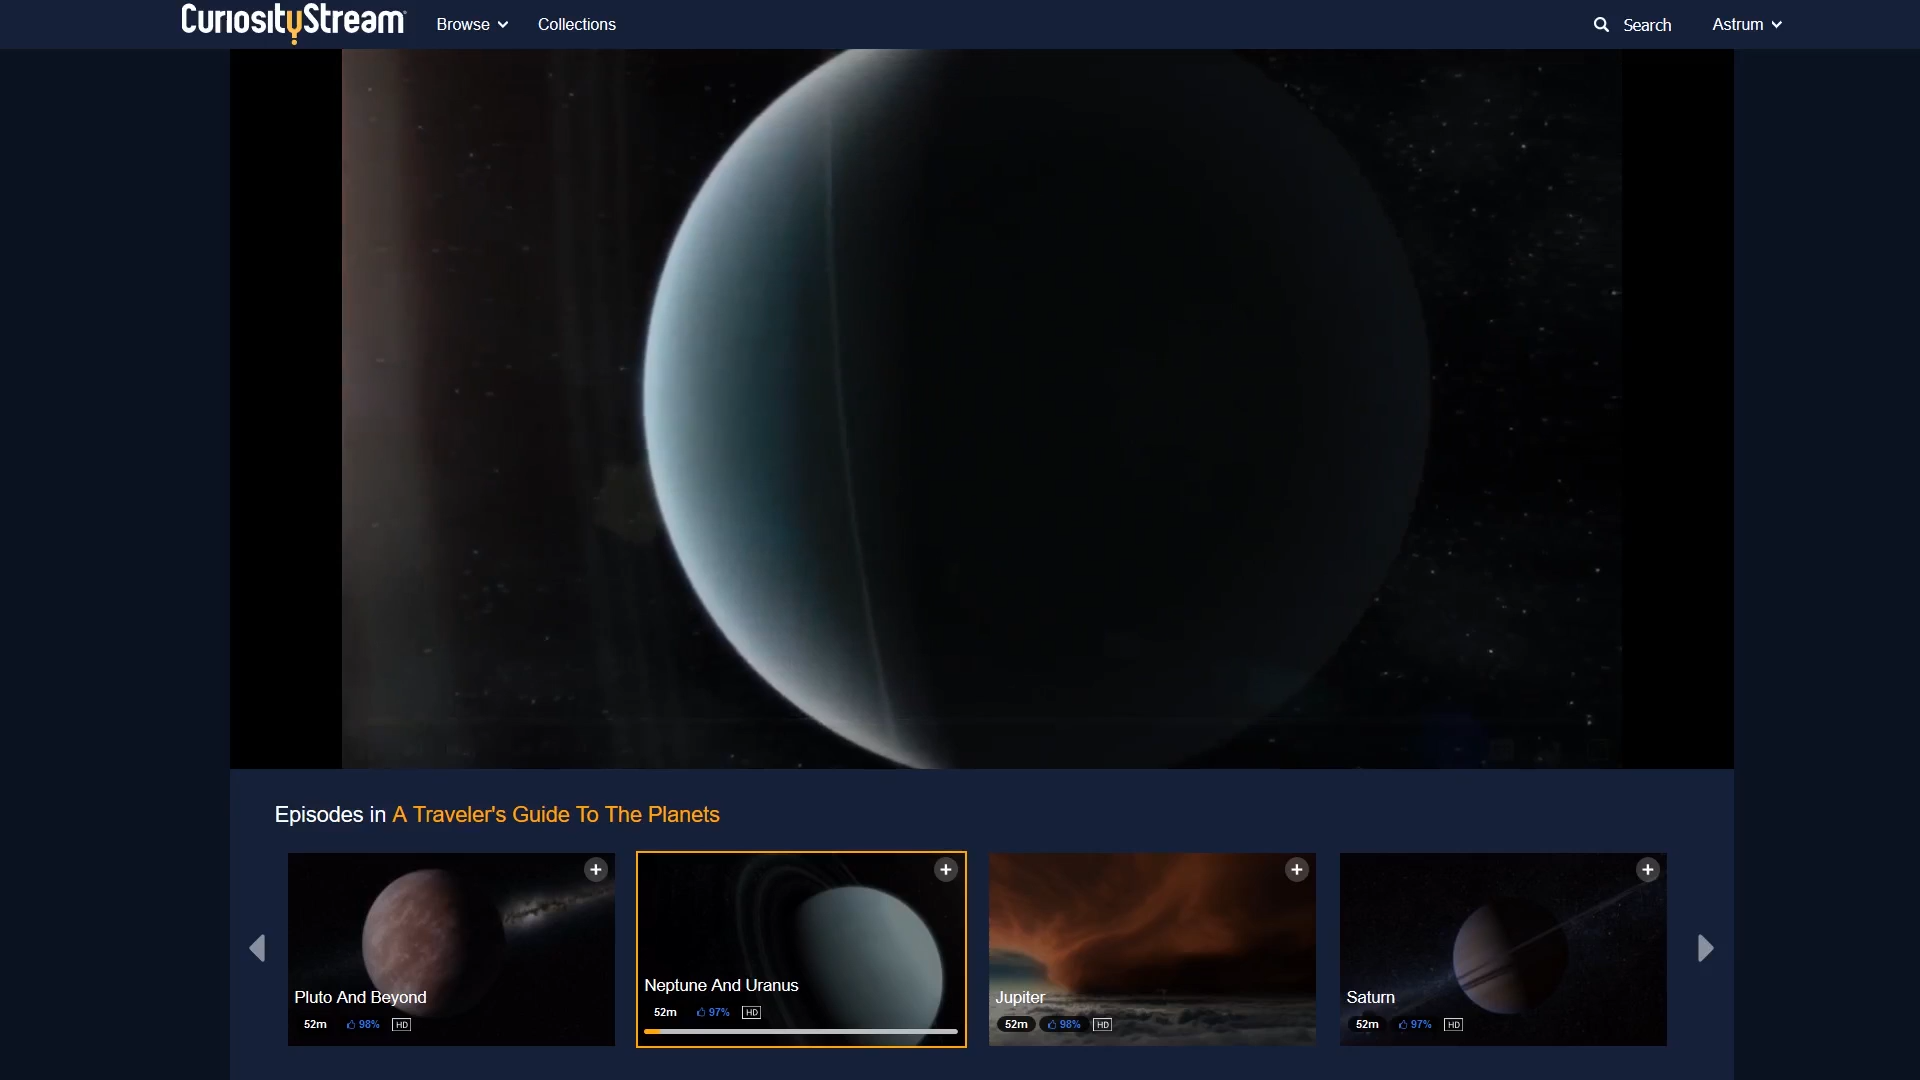 CuriosityStream
Browse
Collections
Search
Astrum
Episodes in A Traveler's Guide To The Planets
Pluto And Beyond
52m 98% HD
Neptune And Uranus
52m 97% HD
Jupiter
52m 98% HD
Saturn
52m 97% HD